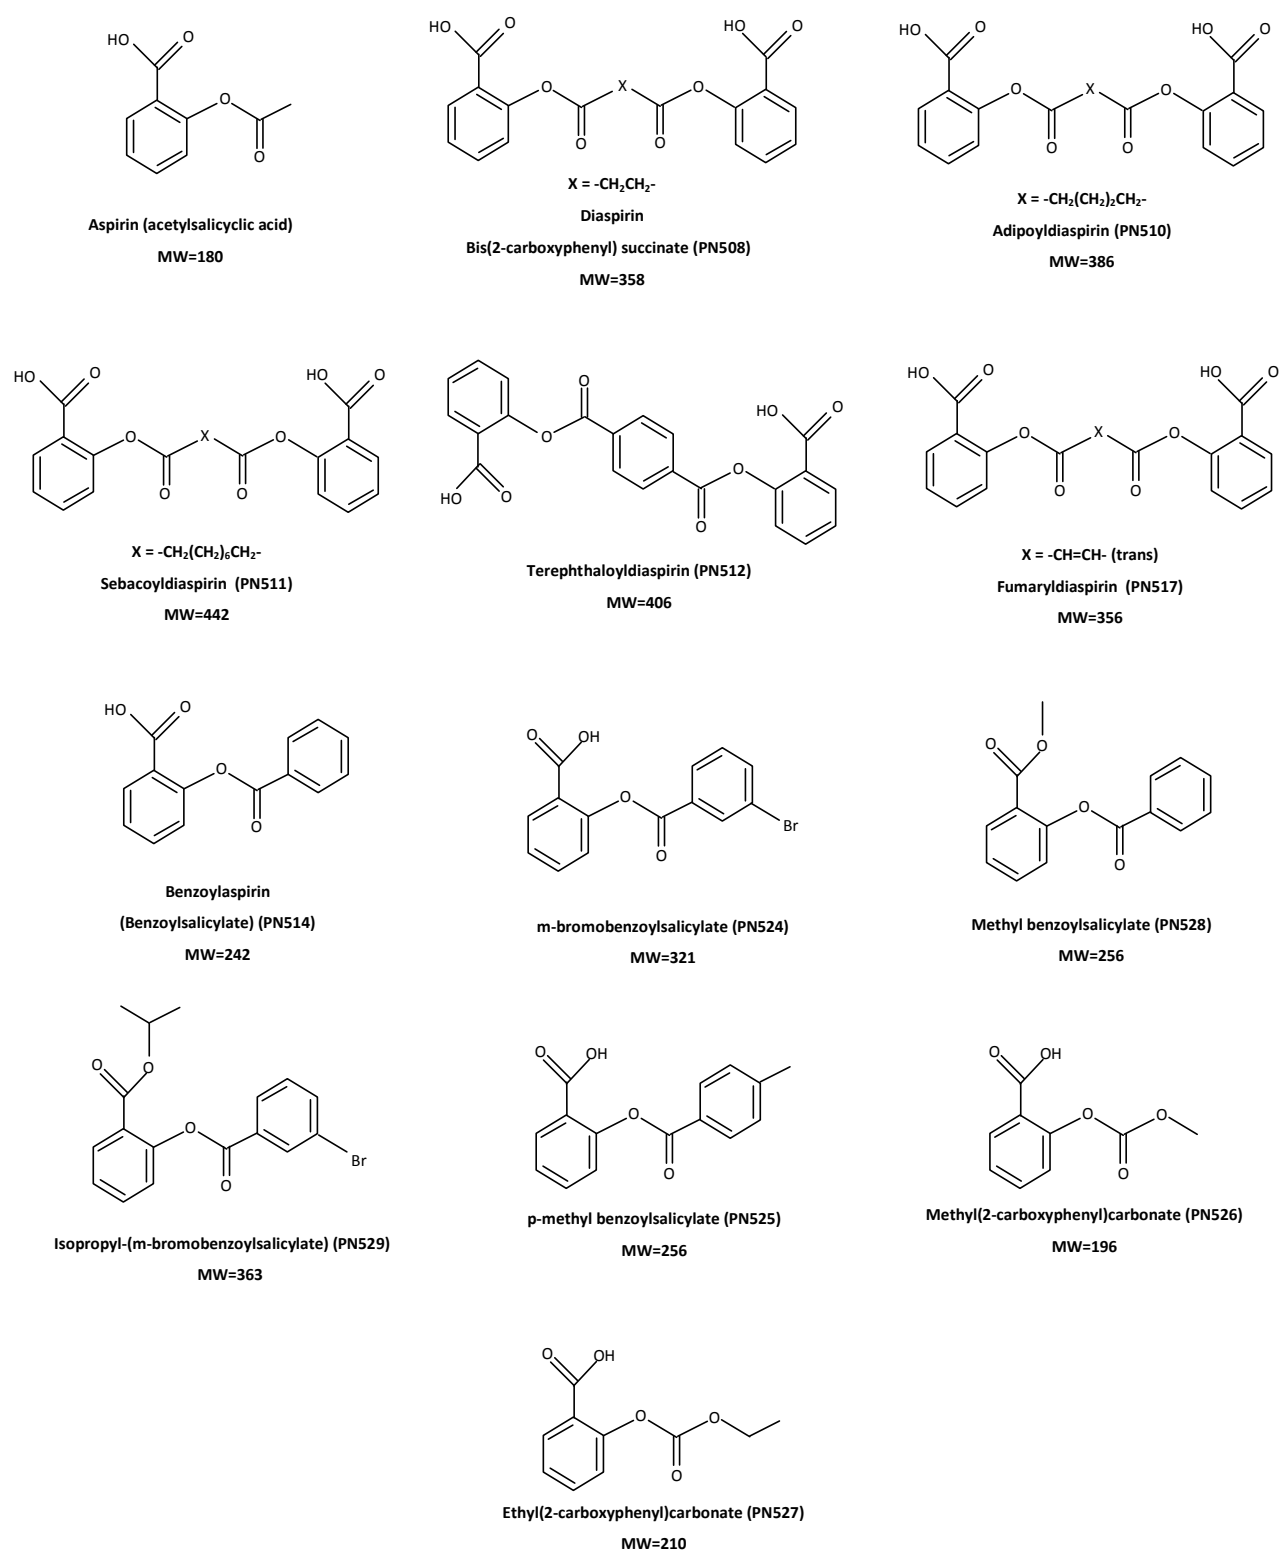 HO O
O
O
Aspirin (acetylsalicyclic acid)
MW=180
HO O HO O
O X O
O O
X = -CH₂CH₂-
Diaspirin
Bis(2-carboxyphenyl) succinate (PN508)
MW=358
HO O HO O
O X O
O O
X = -CH₂(CH₂)₂CH₂-
Adipoyldiaspirin (PN510)
MW=386
HO O HO O
O X O
O O
X = -CH₂(CH₂)₆CH₂-
Sebacoyldiaspirin (PN511)
MW=442
O
HO O
O
O
HO O
O
Terephthaloyldiaspirin (PN512)
MW=406
HO O HO O
O X O
O O
X = -CH=CH- (trans)
Fumaryldiaspirin (PN517)
MW=356
HO O
O
O
Benzoylaspirin
(Benzoylsalicylate) (PN514)
MW=242
O OH
O
Br
O
m-bromobenzoylsalicylate (PN524)
MW=321
O O
O
O
Methyl benzoylsalicylate (PN528)
MW=256
O O
O
Br
O
Isopropyl-(m-bromobenzoylsalicylate) (PN529)
MW=363
O OH
O
O
p-methyl benzoylsalicylate (PN525)
MW=256
O OH
O O
O
Methyl(2-carboxyphenyl)carbonate (PN526)
MW=196
O OH
O O
O
Ethyl(2-carboxyphenyl)carbonate (PN527)
MW=210